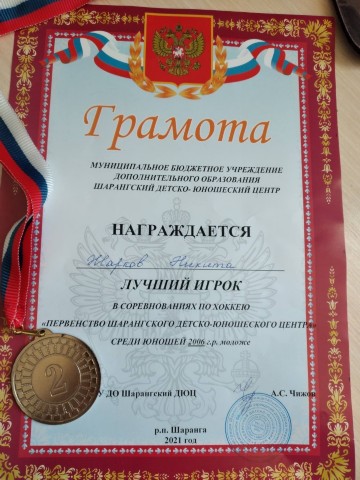 Грамота
МУНИЦИПАЛЬНОЕ БЮДЖЕТНОЕ УЧРЕЖДЕНИЕ
ДОПОЛНИТЕЛЬНОГО ОБРАЗОВАНИЯ
ШАРАНГСКИЙ ДЕТСКО- ЮНОШЕСКИЙ ЦЕНТР
НАГРАЖДАЕТСЯ
Жарков Никита
ЛУЧШИЙ ИГРОК
В СОРЕВНОВАНИЯХ ПО ХОККЕЮ
«ПЕРВЕНСТВО ШАРАНГСКОГО ДЕТСКО-ЮНОШЕСКОГО ЦЕНТРА»
СРЕДИ ЮНОШЕЙ 2006 г.р. моложе
2
У ДО Шарангский ДЮЦ А.С. Чижов
р.п. Шаранга
2021 год